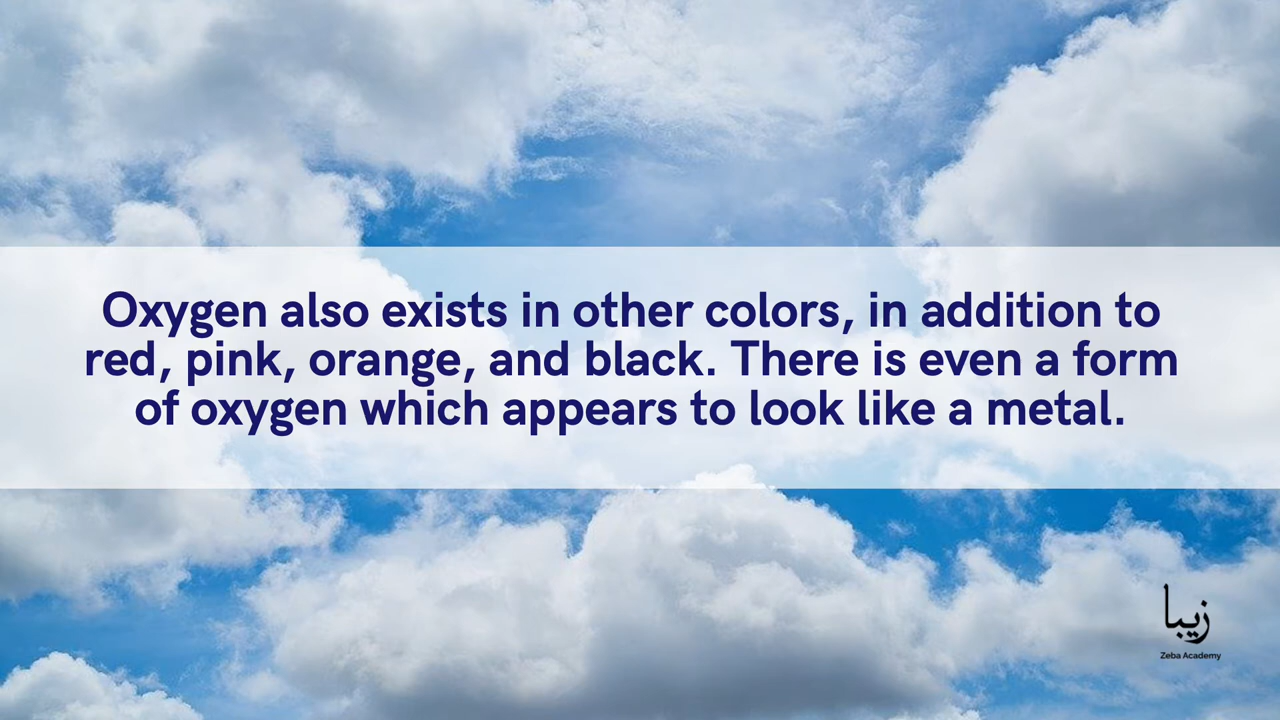 Oxygen also exists in other colors, in addition to
red, pink, orange, and black. There is even a form
of oxygen which appears to look like a metal.
زیبا
Zeba Academy